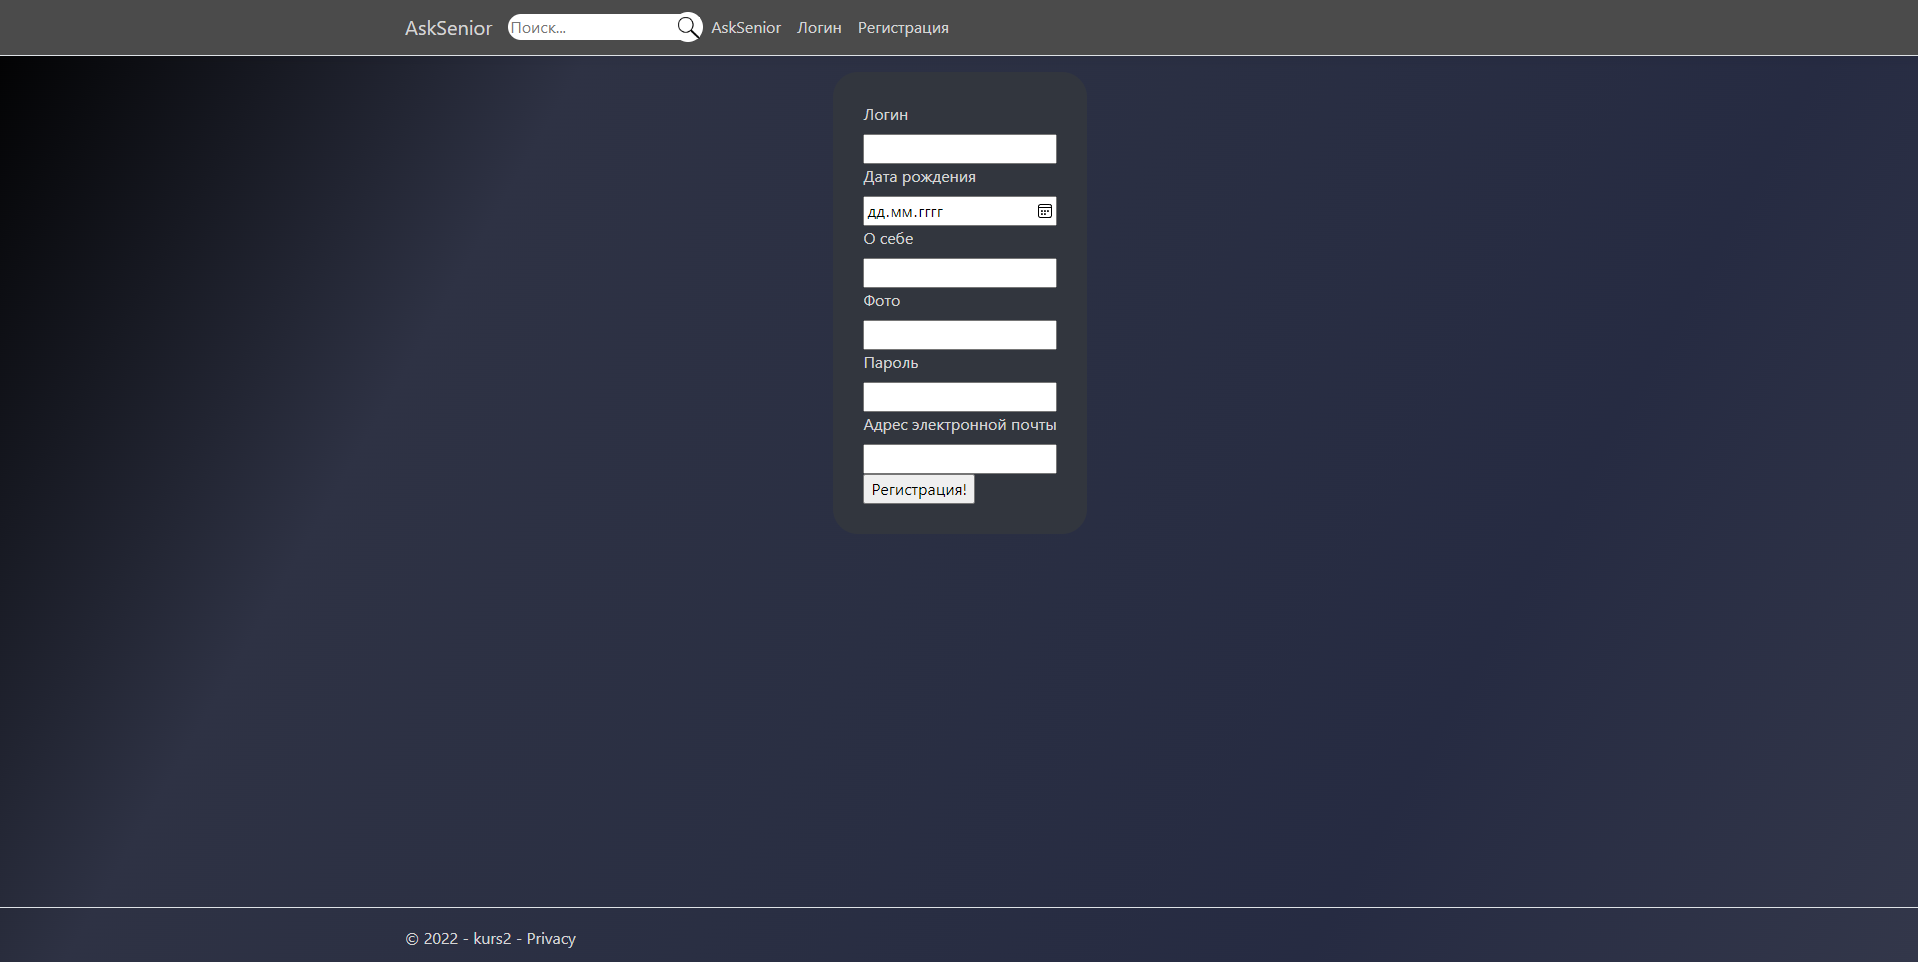 AskSenior Поиск... AskSenior Логин Регистрация
Логин
Дата рождения
дд.мм.гггг
О себе
Фото
Пароль
Адрес электронной почты
Регистрация!
© 2022 - kurs2 - Privacy